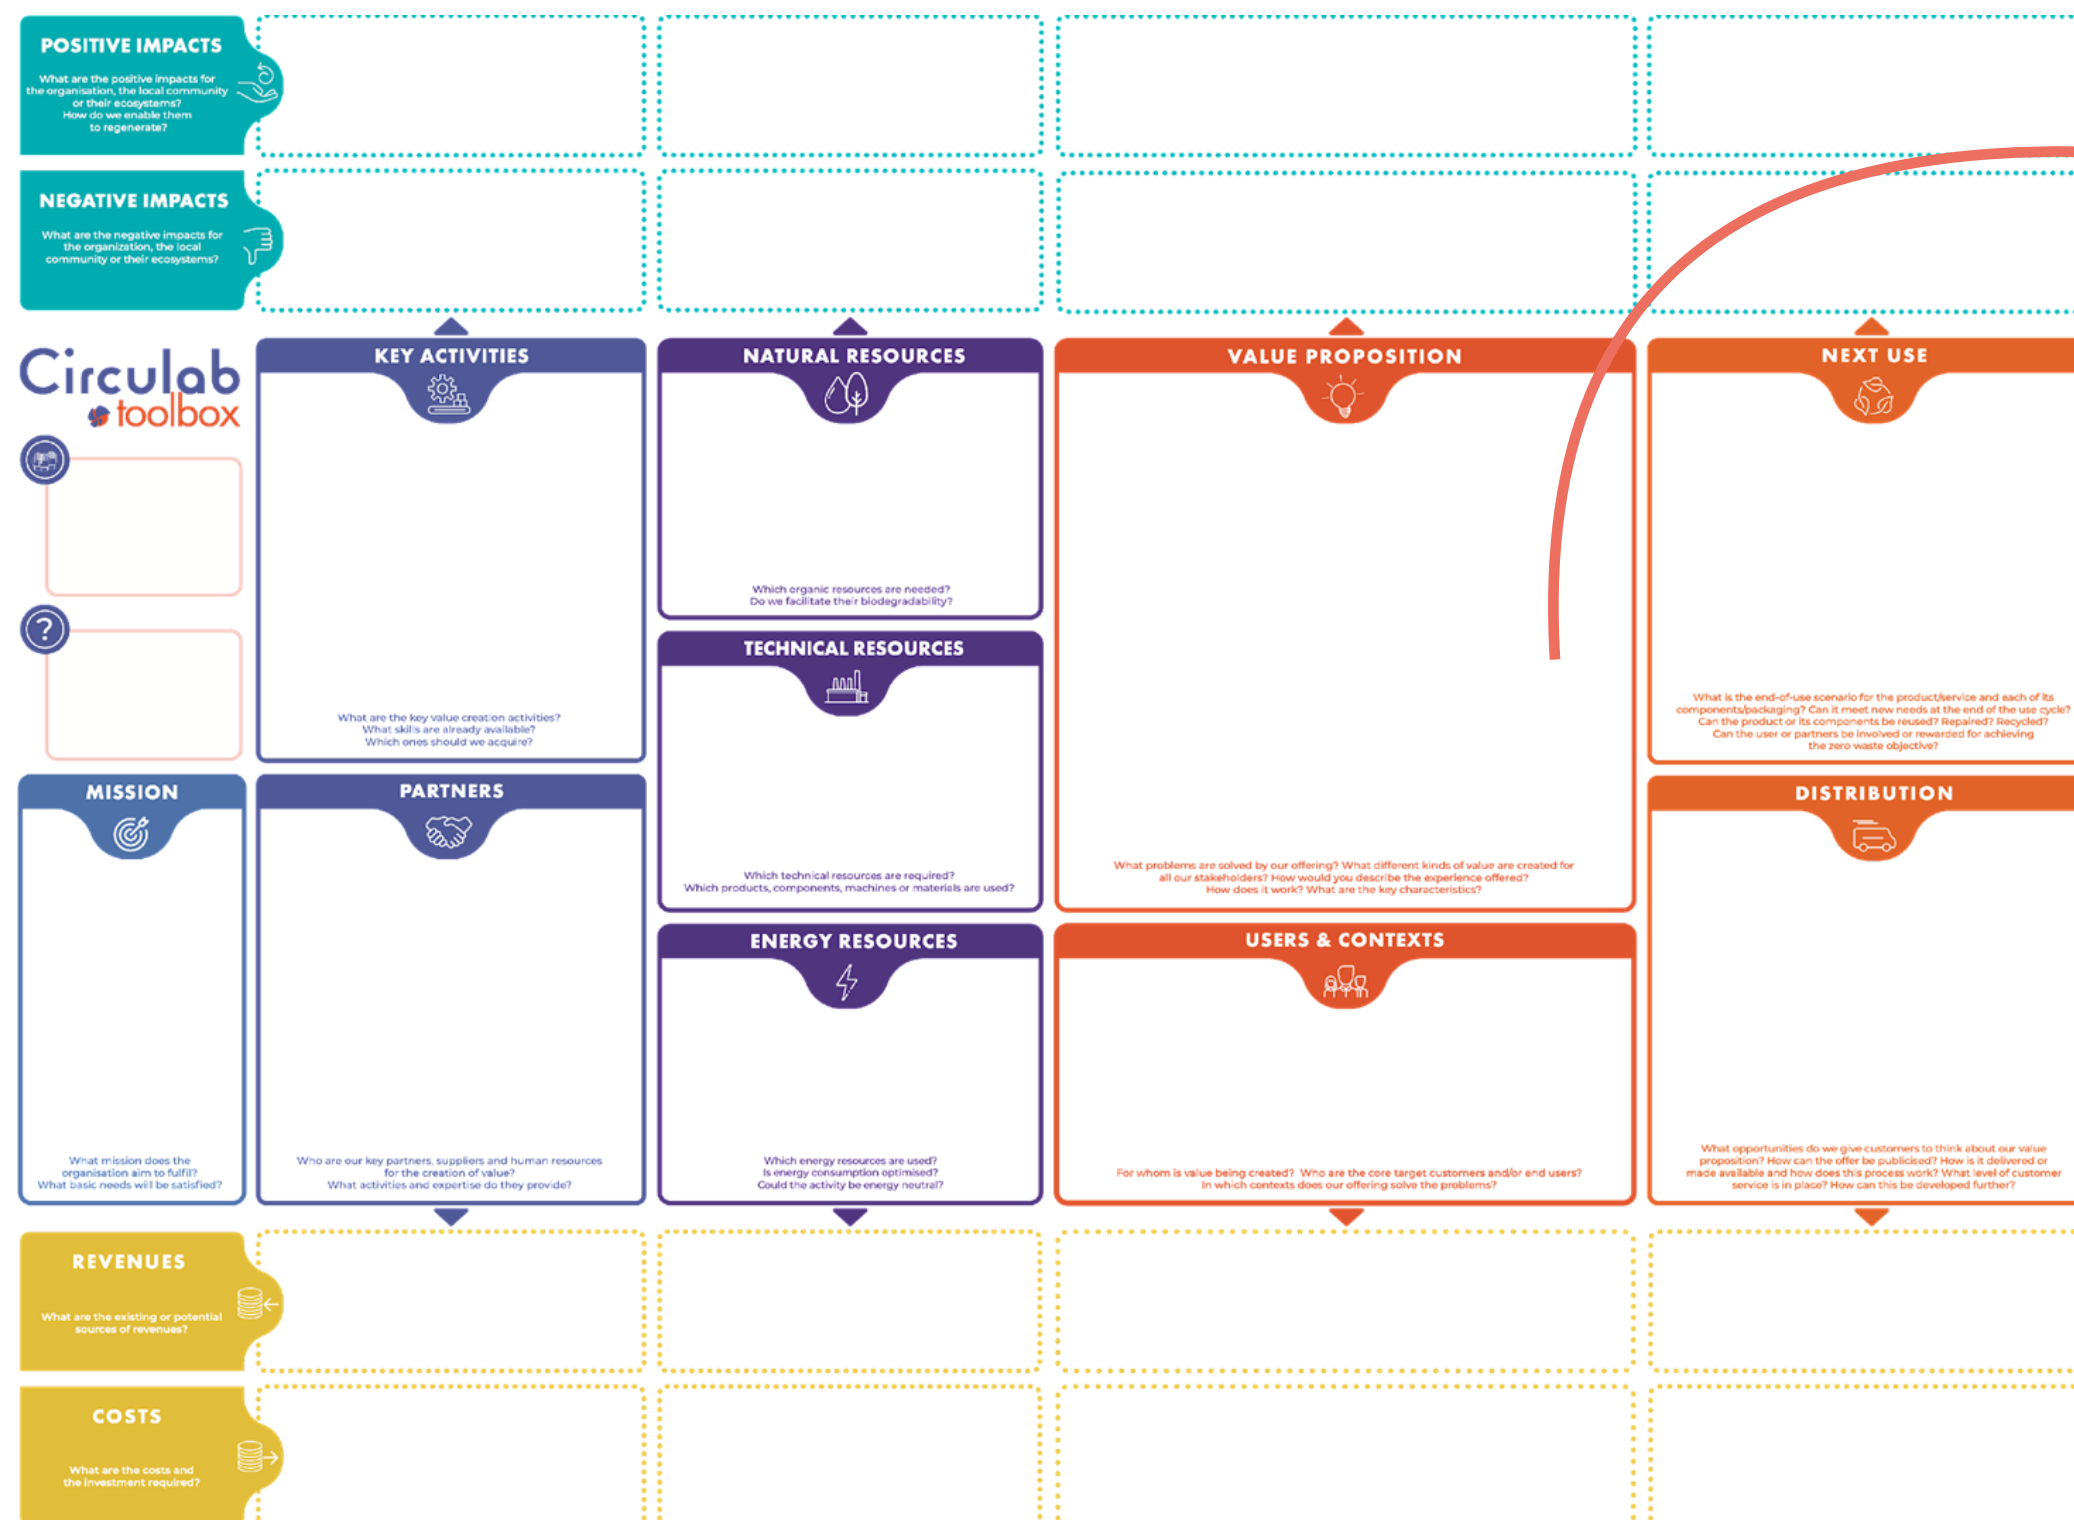 POSITIVE IMPACTS
What are the positive impacts for
the organisation, the local community
or their ecosystems?
How do we enable them
to regenerate?
NEGATIVE IMPACTS
What are the negative impacts for
the organization, the local
community or their ecosystems?
Circulab
toolbox
?
KEY ACTIVITIES
What are the key value creation activities?
What skills are already available?
Which ones should we acquire?
NATURAL RESOURCES
Which organic resources are needed?
Do we facilitate their biodegradability?
TECHNICAL RESOURCES
Which technical resources are required?
Which products, components, machines or materials are used?
VALUE PROPOSITION
What problems are solved by our offering? What different kinds of value are created for
all our stakeholders? How would you describe the experience offered?
How does it work? What are the key characteristics?
NEXT USE
What is the end-of-use scenario for the product/service and each of its
components/packaging? Can it meet new needs at the end of the use cycle?
Can the product or its components be reused? Repaired? Recycled?
Can the user or partners be involved or rewarded for achieving
the zero waste objective?
MISSION
What mission does the
organisation aim to fulfil?
What basic needs will be satisfied?
PARTNERS
Who are our key partners, suppliers and human resources
for the creation of value?
What activities and expertise do they provide?
ENERGY RESOURCES
Which energy resources are used?
Is energy consumption optimised?
Could the activity be energy neutral?
USERS & CONTEXTS
For whom is value being created? Who are the core target customers and/or end users?
In which contexts does our offering solve the problems?
DISTRIBUTION
What opportunities do we give customers to think about our value
proposition? How can the offer be publicised? How is it delivered or
made available and how does this process work? What level of customer
service is in place? How can this be developed further?
REVENUES
What are the existing or potential
sources of revenues?
COSTS
What are the costs and
the investment required?